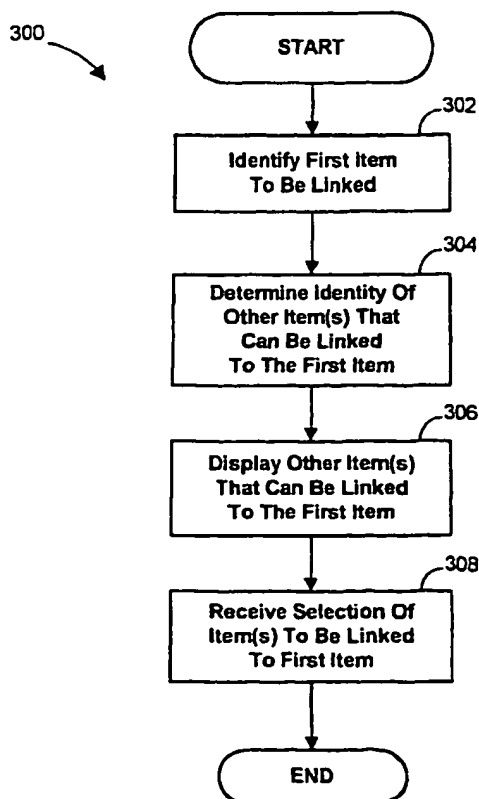 300
START
302
Identify First Item
To Be Linked
304
Determine Identity Of
Other Item(s) That
Can Be Linked
To The First Item
306
Display Other Item(s)
That Can Be Linked
To The First Item
308
Receive Selection Of
Item(s) To Be Linked
To First Item
END